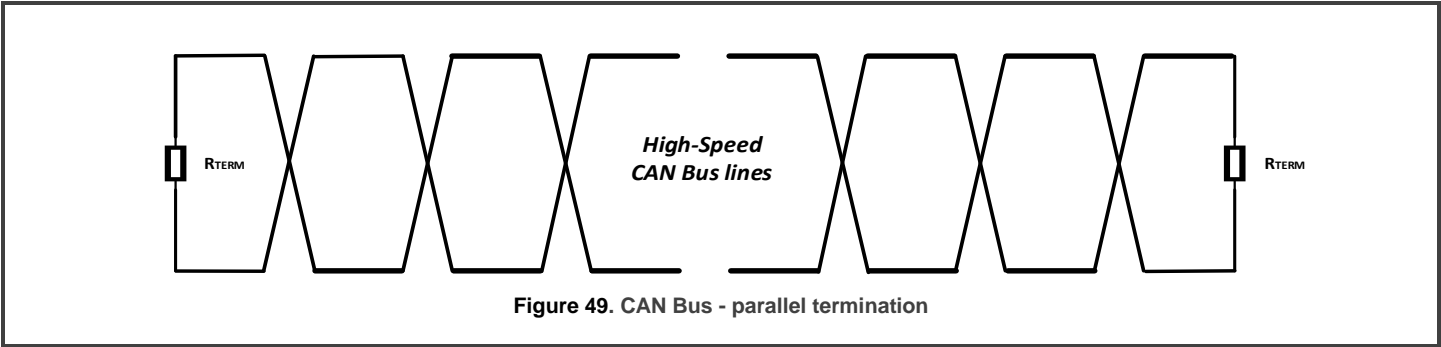 High-Speed
CAN Bus lines
RTERM
RTERM
Figure 49. CAN Bus - parallel termination